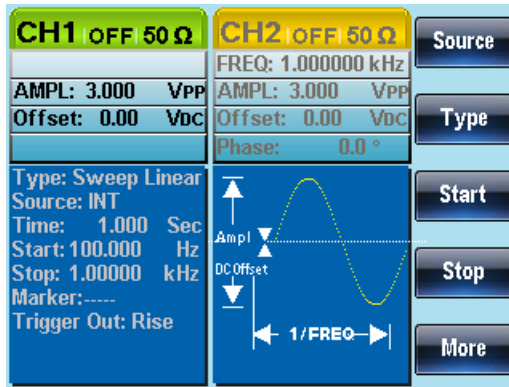 CH1 OFF 50 Ω
AMPL: 3.000 VPP
Offset: 0.00 VDC
CH2 OFF 50 Ω
FREQ: 1.000000 kHz
AMPL: 3.000 VPP
Offset: 0.00 VDC
Phase: 0.0 °
Type: Sweep Linear
Source: INT
Time: 1.000 Sec
Start: 100.000 Hz
Stop: 1.00000 kHz
Marker:-----
Trigger Out: Rise
Ampl
DC Offset
1/FREQ
Source
Type
Start
Stop
More